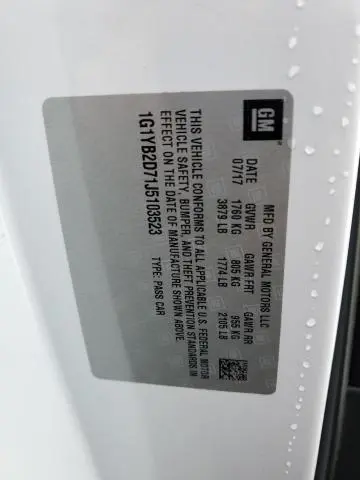 GM
MFD BY GENERAL MOTORS LLC
DATE GVWR GAWR FRT GAWR RR
07/17 1760 KG 805 KG 955 KG
3879 LB 1774 LB 2105 LB
THIS VEHICLE CONFORMS TO ALL APPLICABLE U.S. FEDERAL MOTOR
VEHICLE SAFETY, BUMPER, AND THEFT PREVENTION STANDARDS IN
EFFECT ON THE DATE OF MANUFACTURE SHOWN ABOVE.
1G1YB2D71J5103523 TYPE: PASS CAR